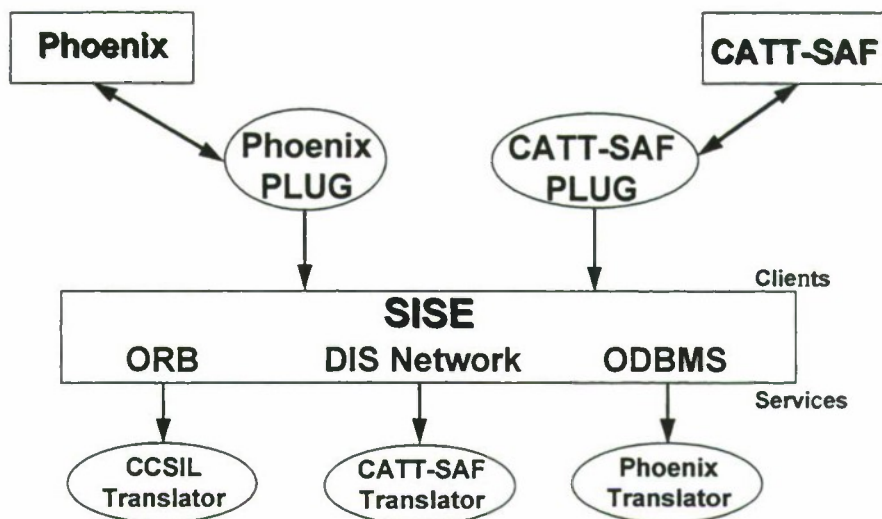 Phoenix
CATT-SAF
Phoenix
PLUG
CATT-SAF
PLUG
Clients
SISE
ORB DIS Network ODBMS
Services
CCSIL
Translator
CATT-SAF
Translator
Phoenix
Translator